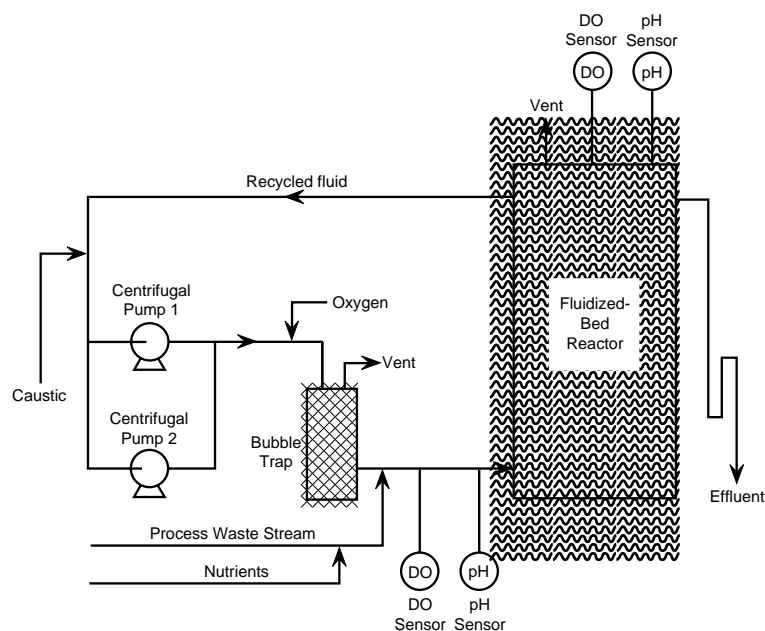 DO
Sensor
pH
Sensor
DO
pH
Vent
Recycled fluid
Centrifugal
Pump 1
Oxygen
Fluidized-
Bed
Reactor
Vent
Caustic
Centrifugal
Pump 2
Bubble
Trap
Effluent
Process Waste Stream
Nutrients
DO
pH
DO
Sensor
pH
Sensor